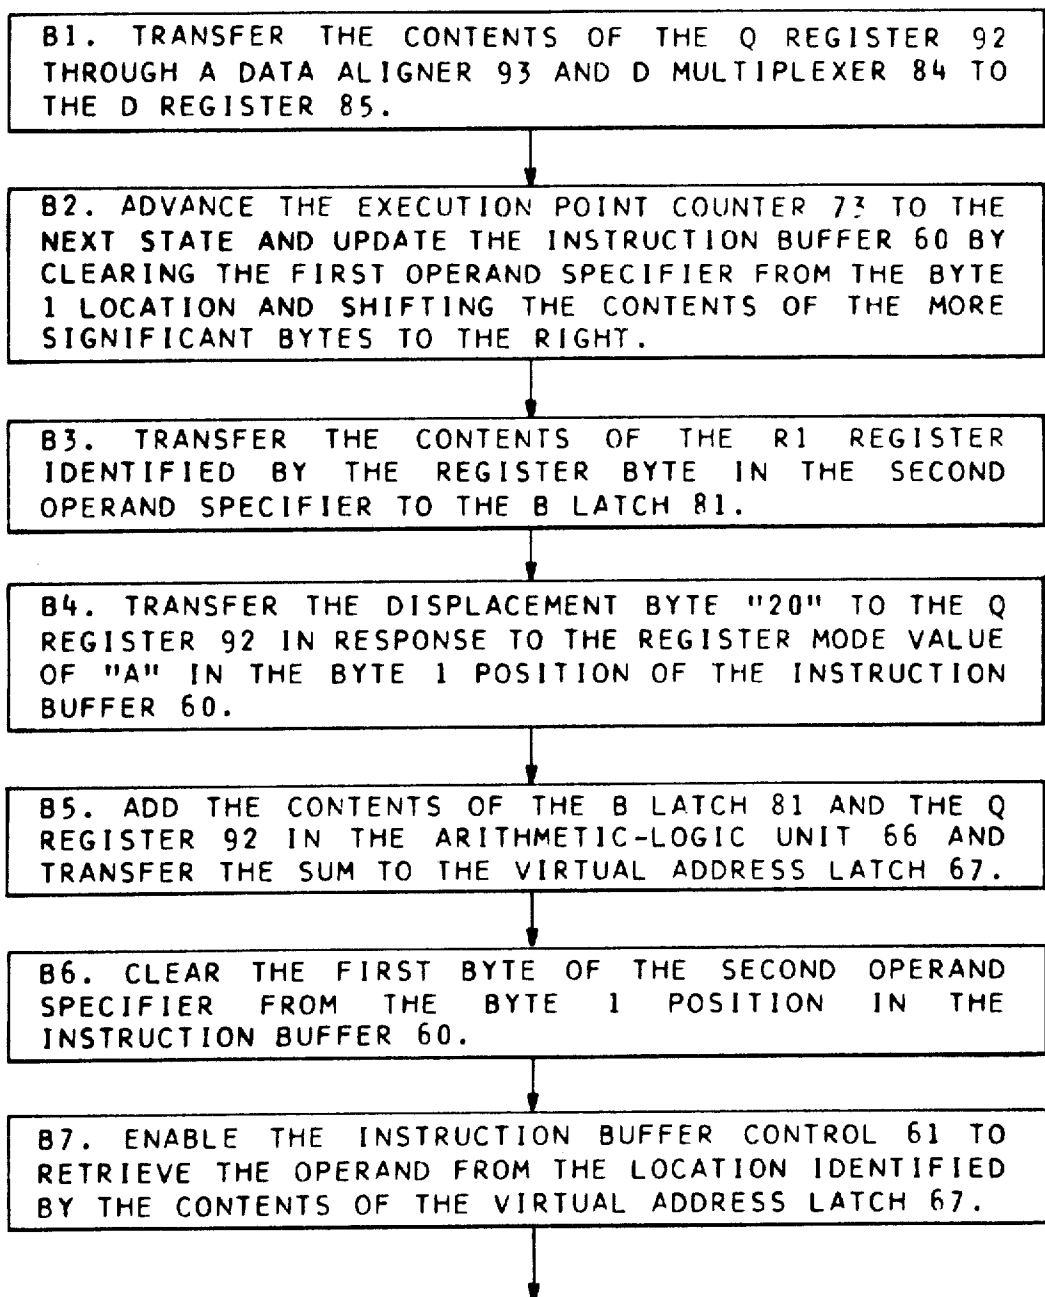 B1. TRANSFER THE CONTENTS OF THE Q REGISTER 92
THROUGH A DATA ALIGNER 93 AND D MULTIPLEXER 84 TO
THE D REGISTER 85.
B2. ADVANCE THE EXECUTION POINT COUNTER 73 TO THE
NEXT STATE AND UPDATE THE INSTRUCTION BUFFER 60 BY
CLEARING THE FIRST OPERAND SPECIFIER FROM THE BYTE
1 LOCATION AND SHIFTING THE CONTENTS OF THE MORE
SIGNIFICANT BYTES TO THE RIGHT.
B3. TRANSFER THE CONTENTS OF THE R1 REGISTER
IDENTIFIED BY THE REGISTER BYTE IN THE SECOND
OPERAND SPECIFIER TO THE B LATCH 81.
B4. TRANSFER THE DISPLACEMENT BYTE "20" TO THE Q
REGISTER 92 IN RESPONSE TO THE REGISTER MODE VALUE
OF "A" IN THE BYTE 1 POSITION OF THE INSTRUCTION
BUFFER 60.
B5. ADD THE CONTENTS OF THE B LATCH 81 AND THE Q
REGISTER 92 IN THE ARITHMETIC-LOGIC UNIT 66 AND
TRANSFER THE SUM TO THE VIRTUAL ADDRESS LATCH 67.
B6. CLEAR THE FIRST BYTE OF THE SECOND OPERAND
SPECIFIER FROM THE BYTE 1 POSITION IN THE
INSTRUCTION BUFFER 60.
B7. ENABLE THE INSTRUCTION BUFFER CONTROL 61 TO
RETRIEVE THE OPERAND FROM THE LOCATION IDENTIFIED
BY THE CONTENTS OF THE VIRTUAL ADDRESS LATCH 67.